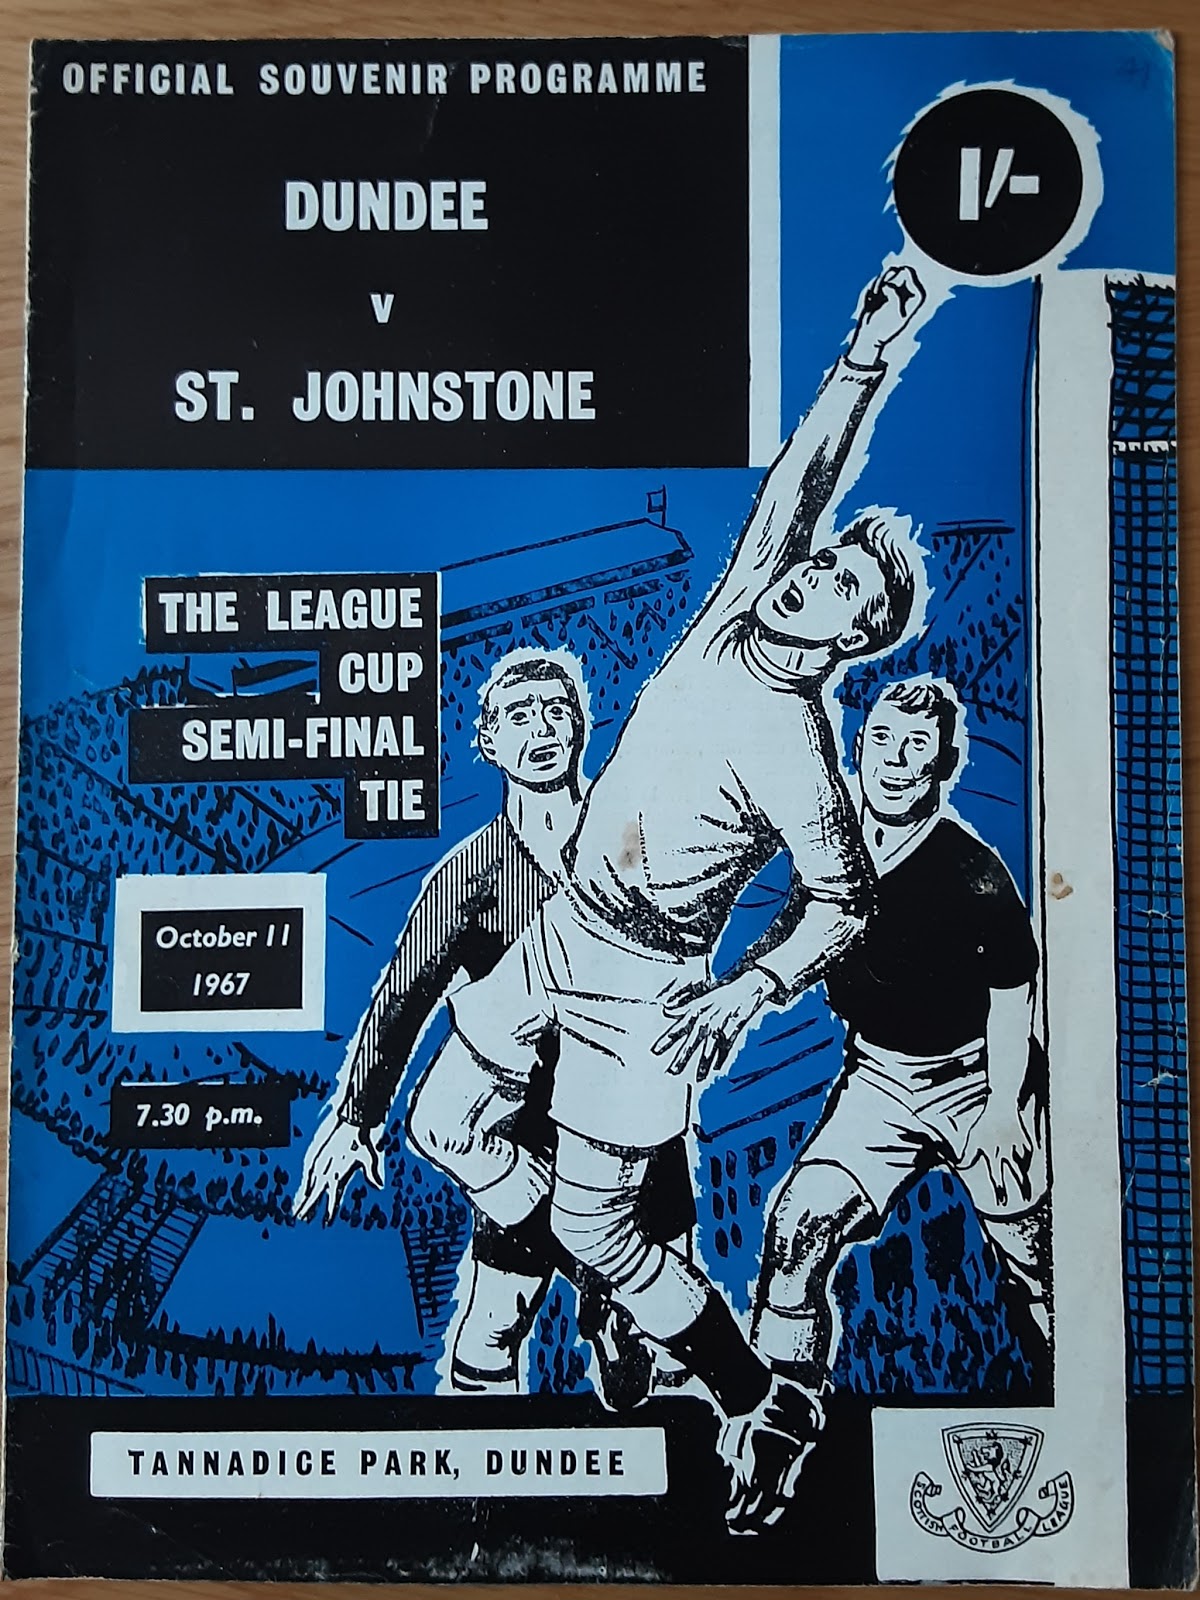 OFFICIAL SOUVENIR PROGRAMME
DUNDEE
v
ST. JOHNSTONE
1/-
THE LEAGUE
CUP
SEMI-FINAL
TIE
October 11
1967
7.30 p.m.
TANNADICE PARK, DUNDEE
SCOTTISH FOOTBALL LEAGUE